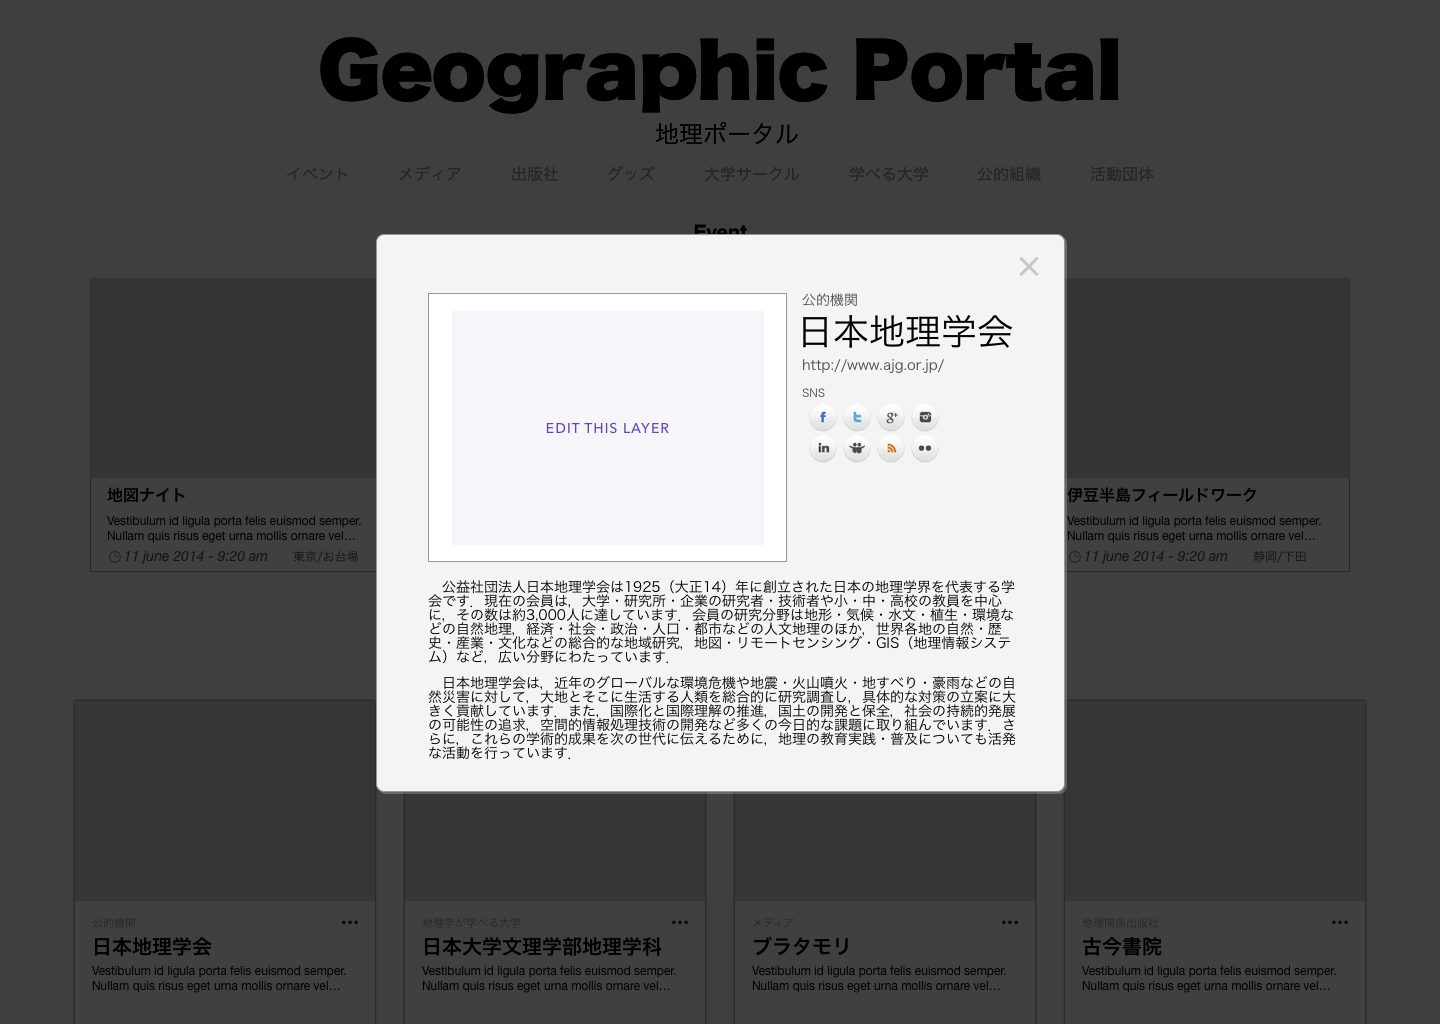 Geographic Portal
地理ポータル
イベント メディア 出版社 グッズ 大学サークル 学べる大学 公的組織 活動団体
Event
公的機関
日本地理学会
http://www.ajg.or.jp/
SNS
EDIT THIS LAYER
地図ナイト
Vestibulum id ligula porta felis euismod semper.
Nullam quis risus eget urna mollis ornare vel...
11 june 2014 - 9:20 am 東京/お台場
伊豆半島フィールドワーク
Vestibulum id ligula porta felis euismod semper.
Nullam quis risus eget urna mollis ornare vel...
11 june 2014 - 9:20 am 静岡/下田
公益社団法人日本地理学会は1925（大正14）年に創立された日本の地理学界を代表する学
会です．現在の会員は，大学・研究所・企業の研究者・技術者や小・中・高校の教員を中心
に，その数は約3,000人に達しています．会員の研究分野は地形・気候・水文・植生・環境な
どの自然地理，経済・社会・政治・人口・都市などの人文地理のほか，世界各地の自然・歴
史・産業・文化などの総合的な地域研究，地図・リモートセンシング・GIS（地理情報システ
ム）など，広い分野にわたっています．
日本地理学会は，近年のグローバルな環境危機や地震・火山噴火・地すべり・豪雨などの自
然災害に対して，大地とそこに生活する人類を総合的に研究調査し，具体的な対策の立案に大
きく貢献しています．また，国際化と国際理解の推進，国土の開発と保全，社会の持続的発展
の可能性の追求，空間的情報処理技術の開発など多くの今日的な課題に取り組んでいます．さ
らに，これらの学術的成果を次の世代に伝えるために，地理の教育実践・普及についても活発
な活動を行っています．
公的機関
日本地理学会
Vestibulum id ligula porta felis euismod semper.
Nullam quis risus eget urna mollis ornare vel...
地理学が学べる大学
日本大学文理学部地理学科
Vestibulum id ligula porta felis euismod semper.
Nullam quis risus eget urna mollis ornare vel...
メディア
ブラタモリ
Vestibulum id ligula porta felis euismod semper.
Nullam quis risus eget urna mollis ornare vel...
地理関係出版社
古今書院
Vestibulum id ligula porta felis euismod semper.
Nullam quis risus eget urna mollis ornare vel...